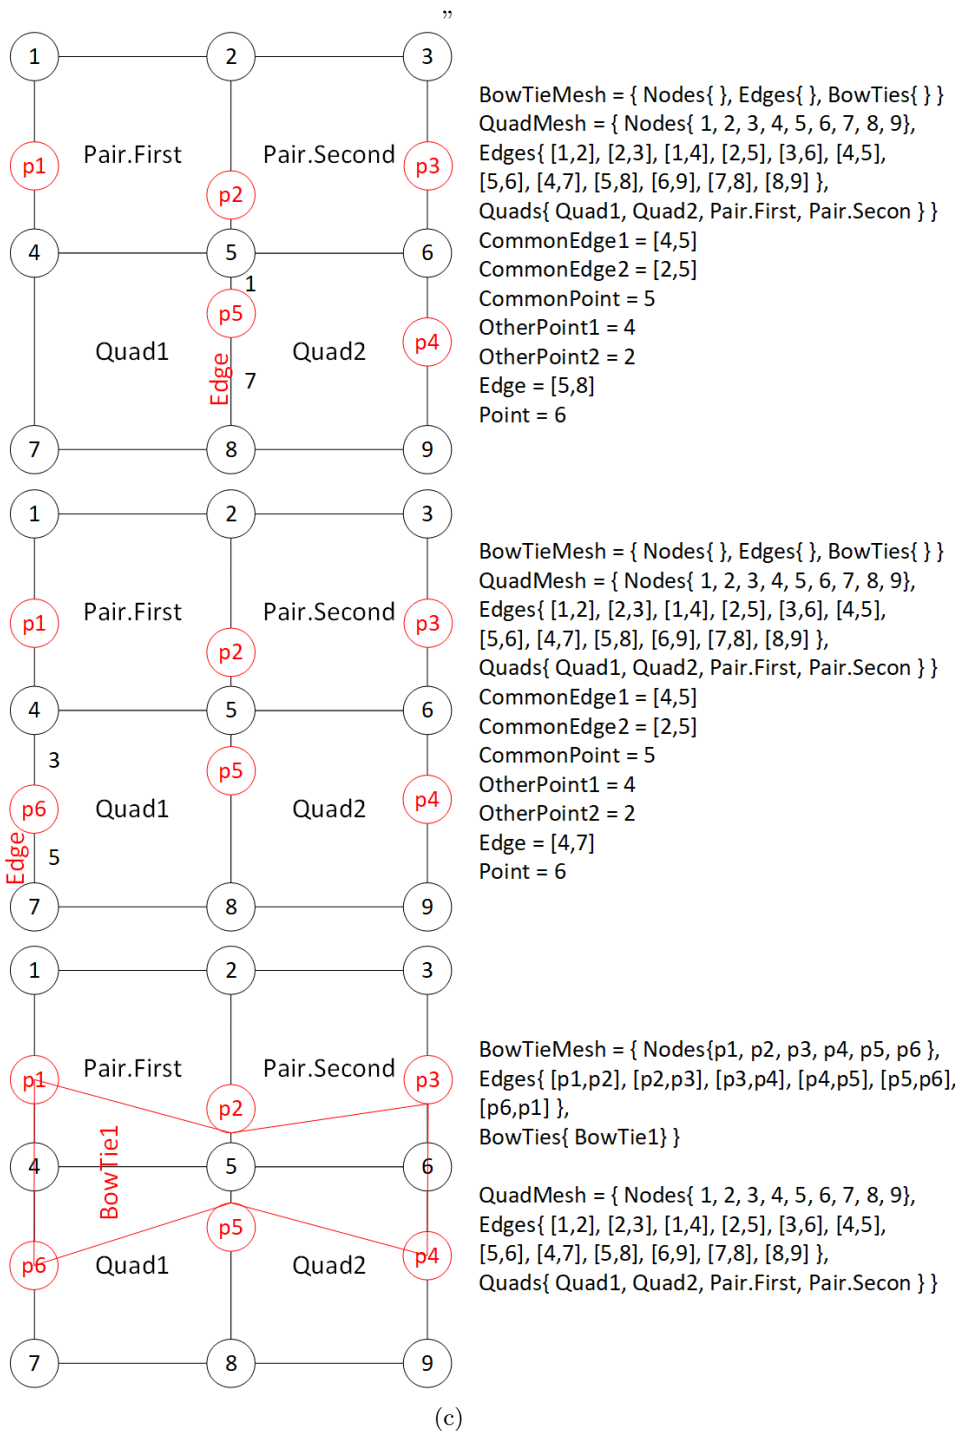 ”
1 2 3
BowTieMesh = { Nodes{ }, Edges{ }, BowTies{ } }
QuadMesh = { Nodes{ 1, 2, 3, 4, 5, 6, 7, 8, 9},
p1 Pair.First Pair.Second p3
Edges{ [1,2], [2,3], [1,4], [2,5], [3,6], [4,5],
[5,6], [4,7], [5,8], [6,9], [7,8], [8,9] },
p2
Quads{ Quad1, Quad2, Pair.First, Pair.Secon } }
4 5 6
CommonEdge1 = [4,5]
CommonEdge2 = [2,5]
1
CommonPoint = 5
p5
OtherPoint1 = 4
Quad1 Quad2 p4
OtherPoint2 = 2
Edge 7
Edge = [5,8]
Point = 6
7 8 9
1 2 3
BowTieMesh = { Nodes{ }, Edges{ }, BowTies{ } }
QuadMesh = { Nodes{ 1, 2, 3, 4, 5, 6, 7, 8, 9},
p1 Pair.First Pair.Second p3
Edges{ [1,2], [2,3], [1,4], [2,5], [3,6], [4,5],
[5,6], [4,7], [5,8], [6,9], [7,8], [8,9] },
p2
Quads{ Quad1, Quad2, Pair.First, Pair.Secon } }
4 5 6
CommonEdge1 = [4,5]
CommonEdge2 = [2,5]
3
CommonPoint = 5
p5
OtherPoint1 = 4
p6 Quad1 Quad2 p4
OtherPoint2 = 2
Edge 5
Edge = [4,7]
Point = 6
7 8 9
1 2 3
BowTieMesh = { Nodes{p1, p2, p3, p4, p5, p6 },
p1 Pair.First Pair.Second p3
Edges{ [p1,p2], [p2,p3], [p3,p4], [p4,p5], [p5,p6],
[p6,p1] },
p2
BowTies{ BowTie1} }
4 BowTie1 5 6
QuadMesh = { Nodes{ 1, 2, 3, 4, 5, 6, 7, 8, 9},
p5
Edges{ [1,2], [2,3], [1,4], [2,5], [3,6], [4,5],
[5,6], [4,7], [5,8], [6,9], [7,8], [8,9] },
p6 Quad1 Quad2 p4
Quads{ Quad1, Quad2, Pair.First, Pair.Secon } }
7 8 9
(c)